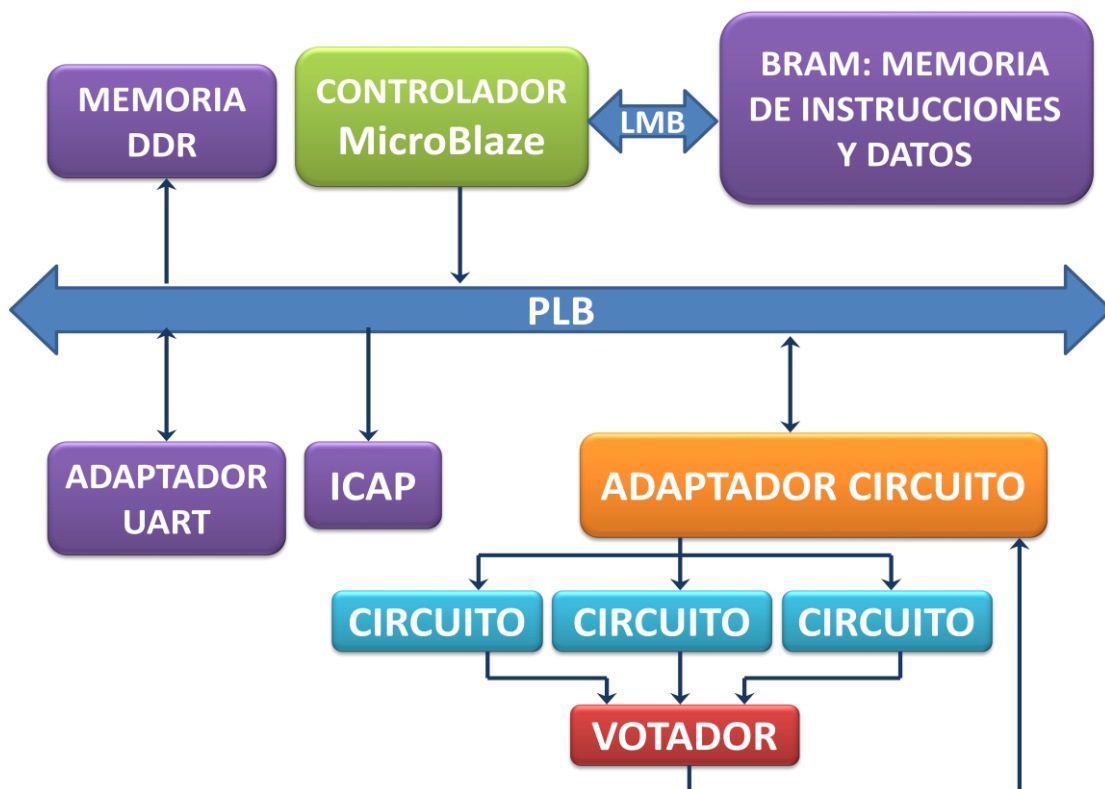 MEMORIA
DDR
CONTROLADOR
MicroBlaze
LMB
BRAM: MEMORIA
DE INSTRUCCIONES
Y DATOS
PLB
ADAPTADOR
UART
ICAP
ADAPTADOR CIRCUITO
CIRCUITO
CIRCUITO
CIRCUITO
VOTADOR